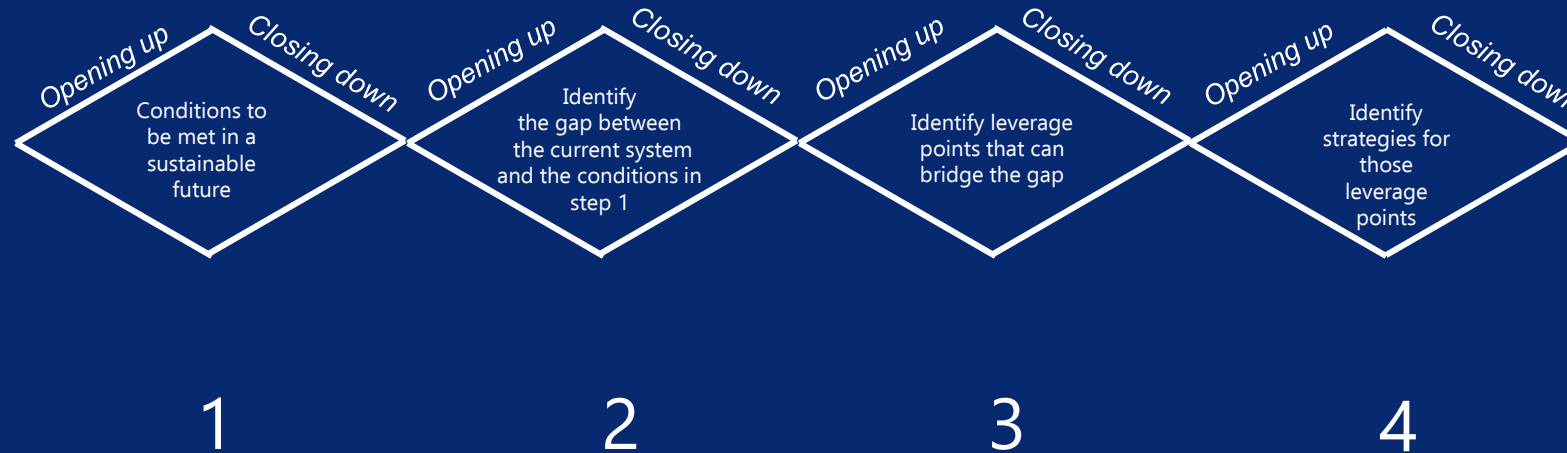 Opening up
Closing down
Conditions to
be met in a
sustainable
future
1
Opening up
Closing down
Identify
the gap between
the current system
and the conditions in
step 1
2
Opening up
Closing down
Identify leverage
points that can
bridge the gap
3
Opening up
Closing down
Identify
strategies for
those
leverage
points
4